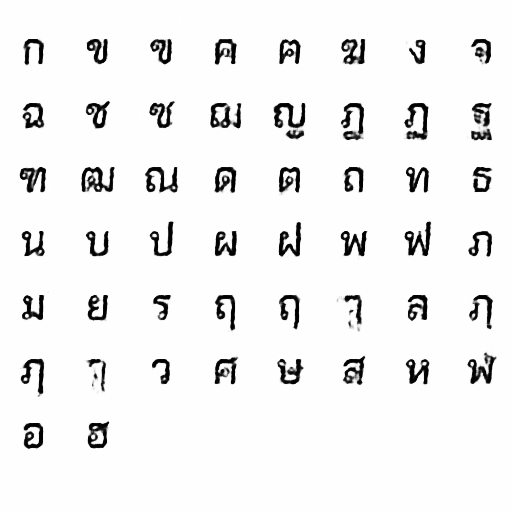 ก ข ฃ ค ฅ ฆ ง จ
ฉ ช ซ ฌ ญ ฎ ฏ ฐ
ฑ ฒ ณ ด ต ถ ท ธ
น บ ป ผ ฝ พ ฟ ภ
ม ย ร ฤ ฤ ล ฦ
ฦ ว ศ ษ ส ห ฬ
อ ฮ